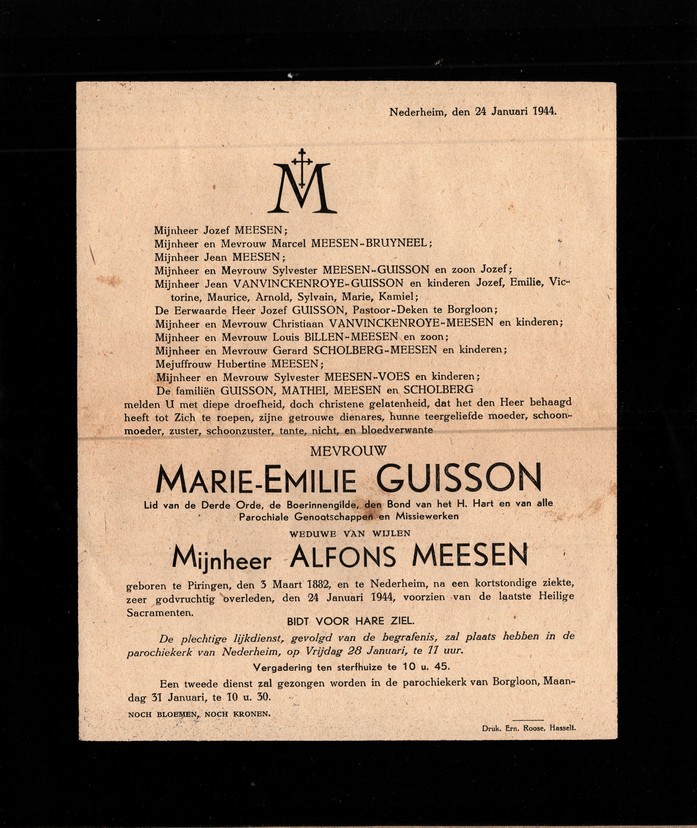 Nederheim, den 24 Januari 1944.
M
Mijnheer Jozef MEESEN;
Mijnheer en Mevrouw Marcel MEESEN-BRUYNEEL;
Mijnheer Jean MEESEN;
Mijnheer en Mevrouw Sylvester MEESEN-GUISSON en zoon Jozef;
Mijnheer Jean VANVINCKENROYE-GUISSON en kinderen Jozef, Emilie, Vic-
torine, Maurice, Arnold, Sylvain, Marie, Kamiel;
De Eerwaarde Heer Jozef GUISSON, Pastoor-Deken te Borgloon;
Mijnheer en Mevrouw Christiaan VANVINCKENROYE-MEESEN en kinderen;
Mijnheer en Mevrouw Louis BILLEN-MEESEN en zoon;
Mijnheer en Mevrouw Gerard SCHOLBERG-MEESEN en kinderen;
Mejuffrouw Hubertine MEESEN;
Mijnheer en Mevrouw Sylvester MEESEN-VOES en kinderen;
De familiën GUISSON, MATHEI, MEESEN en SCHOLBERG
melden U met diepe droefheid, doch christene gelatenheid, dat het den Heer behaagd
heeft tot Zich te roepen, zijne getrouwe dienares, hunne teergeliefde moeder, schoon-
moeder, zuster, schoonzuster, tante, nicht, en bloedverwante
MEVROUW
MARIE-EMILIE GUISSON
Lid van de Derde Orde, de Boerinnengilde, den Bond van het H. Hart en van alle
Parochiale Genootschappen en Missiewerken
WEDUWE VAN WIJLEN
Mijnheer ALFONS MEESEN
geboren te Piringen, den 3 Maart 1882, en te Nederheim, na een kortstondige ziekte,
zeer godvruchtig overleden, den 24 Januari 1944, voorzien van de laatste Heilige
Sacramenten.
BIDT VOOR HARE ZIEL.
De plechtige lijkdienst, gevolgd van de begrafenis, zal plaats hebben in de
parochiekerk van Nederheim, op Vrijdag 28 Januari, te 11 uur.
Vergadering ten sterfhuize te 10 u. 45.
Een tweede dienst zal gezongen worden in de parochiekerk van Borgloon, Maan-
dag 31 Januari, te 10 u. 30.
NOCH BLOEMEN, NOCH KRONEN.
Druk. Ern. Roose, Hasselt.